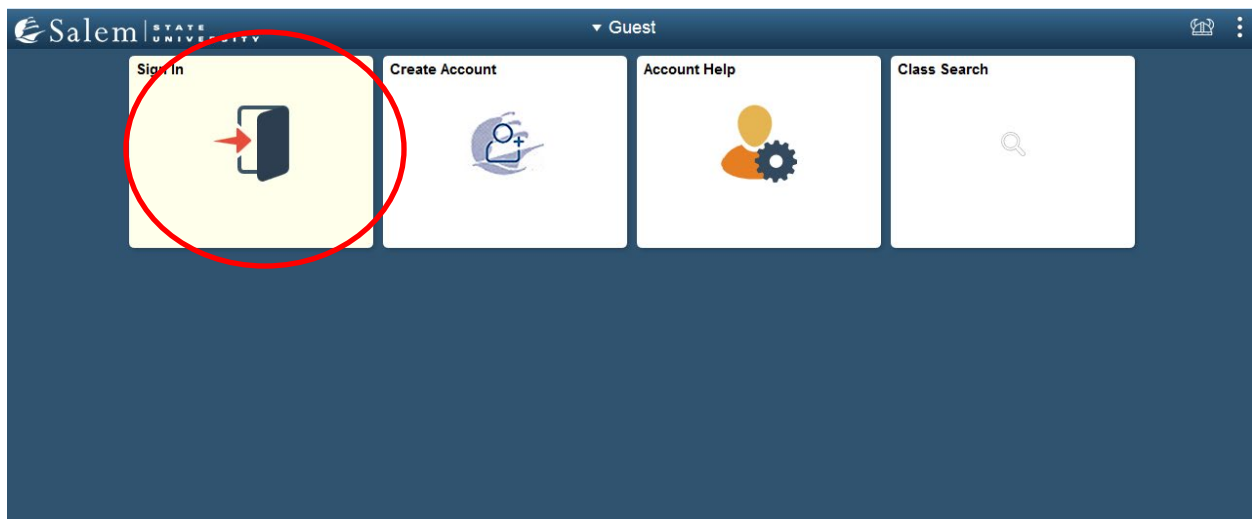 Salem STATE UNIVERSITY
Guest
Sign In
Create Account
Account Help
Class Search